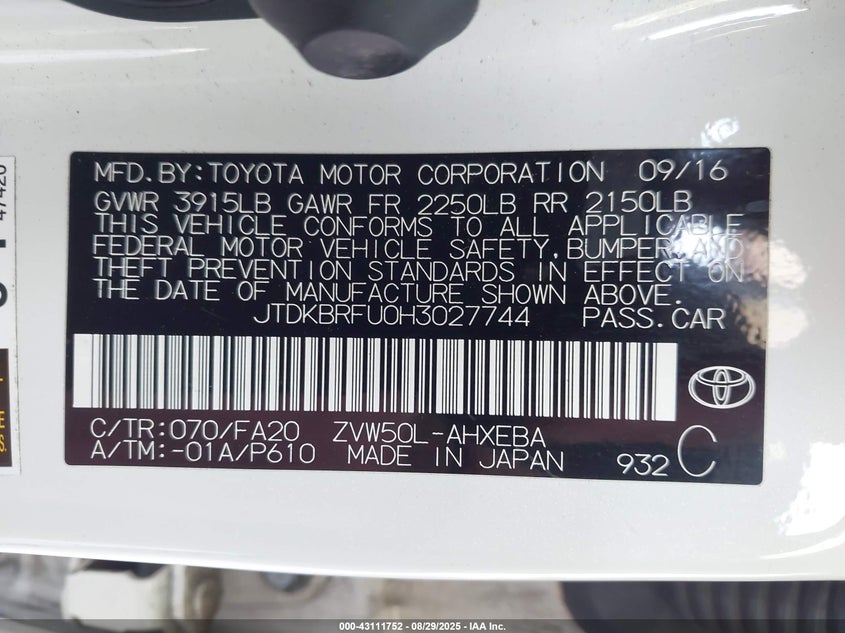 MFD.BY:TOYOTA MOTOR CORPORATION 09/16
GVWR 3915LB GAWR FR 2250LB RR 2150LB
THIS VEHICLE CONFORMS TO ALL APPLICABLE
FEDERAL MOTOR VEHICLE SAFETY, BUMPER, AND
THEFT PREVENTION STANDARDS IN EFFECT ON
THE DATE OF MANUFACTURE SHOWN ABOVE.
JTDKBRFU0H3027744 PASS.CAR
C/TR:070/FA20 ZVW50L-AHXEBA
A/TM:-01A/P610 MADE IN JAPAN 932 C
47420
000-43111752 - 08/29/2025 - IAA Inc.